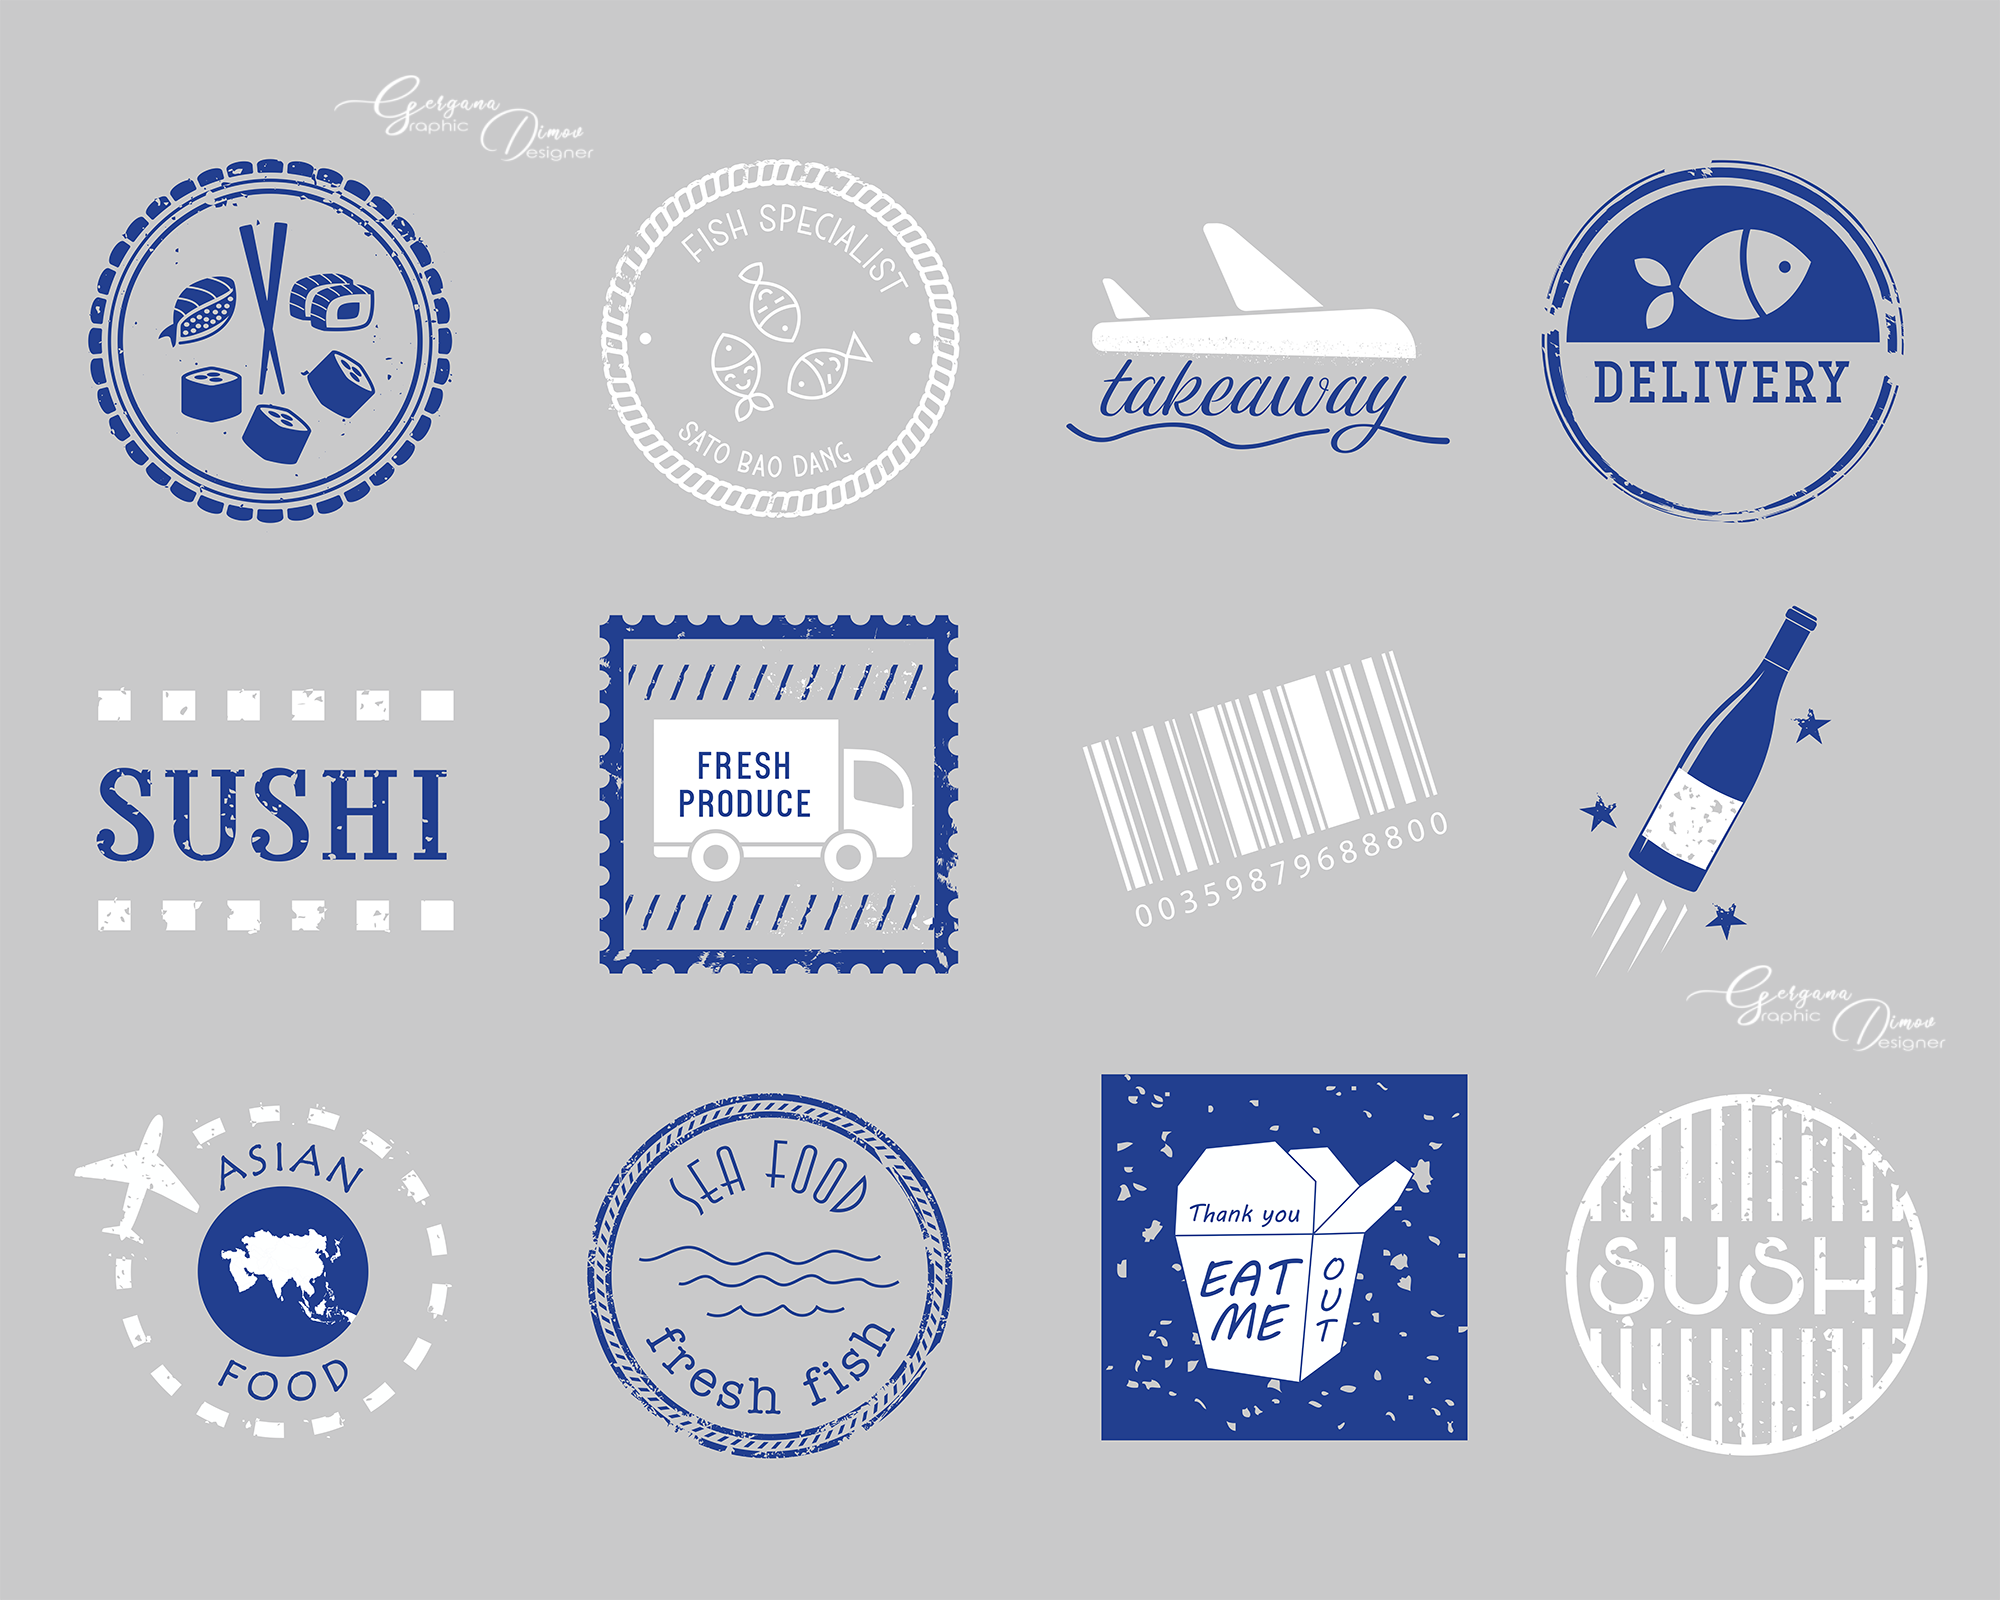 Gergana
Graphic Dimov
Designer
FISH SPECIALIST
SATO BAO DANG
takeaway
DELIVERY
SUSHI
FRESH
PRODUCE
0035987968800
Gergana
Graphic Dimov
Designer
ASIAN
FOOD
SEA FOOD
fresh fish
Thank you
EAT
ME
OUT
SUSHI